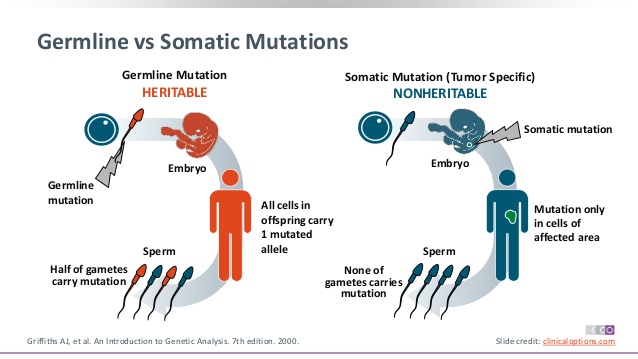 Germline vs Somatic Mutations
Germline Mutation
HERITABLE
Embryo
Germline
mutation
All cells in
offspring carry
1 mutated
allele
Sperm
Half of gametes
carry mutation
Somatic Mutation (Tumor Specific)
NONHERITABLE
Somatic mutation
Embryo
Mutation only
in cells of
affected area
Sperm
None of
gametes carries
mutation
CCO
Griffiths AJ, et al. An Introduction to Genetic Analysis. 7th edition. 2000.
Slide credit: clinicaloptions.com